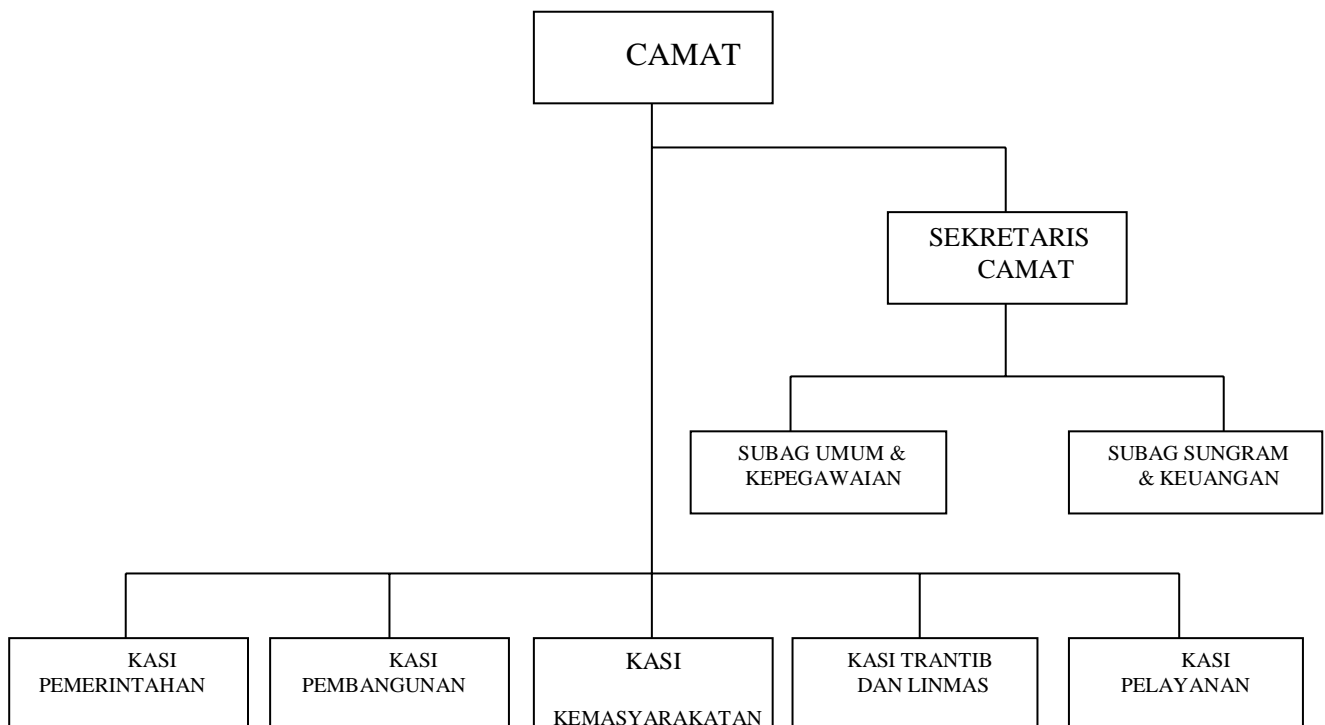 CAMAT
SEKRETARIS
CAMAT
SUBAG UMUM &
KEPEGAWAIAN
SUBAG SUNGRAM
& KEUANGAN
KASI
PEMERINTAHAN
KASI
PEMBANGUNAN
KASI
KEMASYARAKATAN
KASI TRANTIB
DAN LINMAS
KASI
PELAYANAN